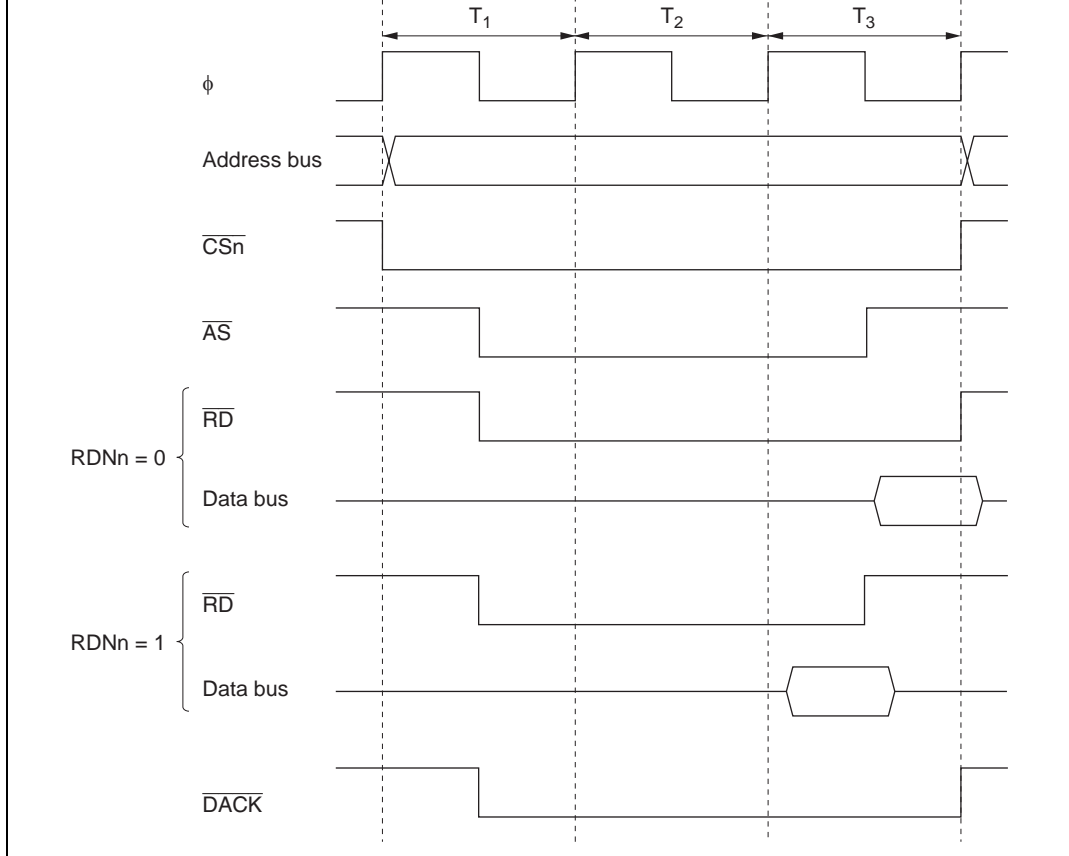 T1 T2 T3
ϕ
Address bus
CSn
AS
RD
RDNn = 0
Data bus
RD
RDNn = 1
Data bus
DACK